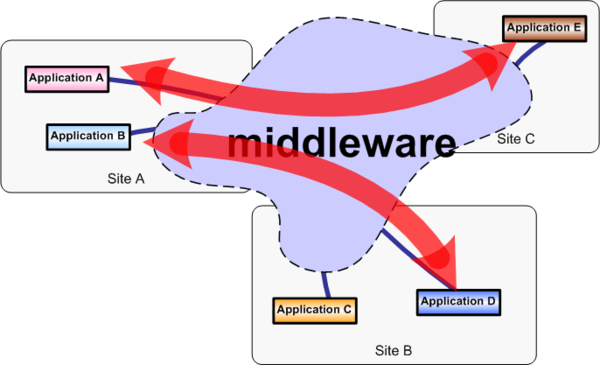 Application E
Application A
Application B
middleware
Site C
Site A
Application C
Application D
Site B